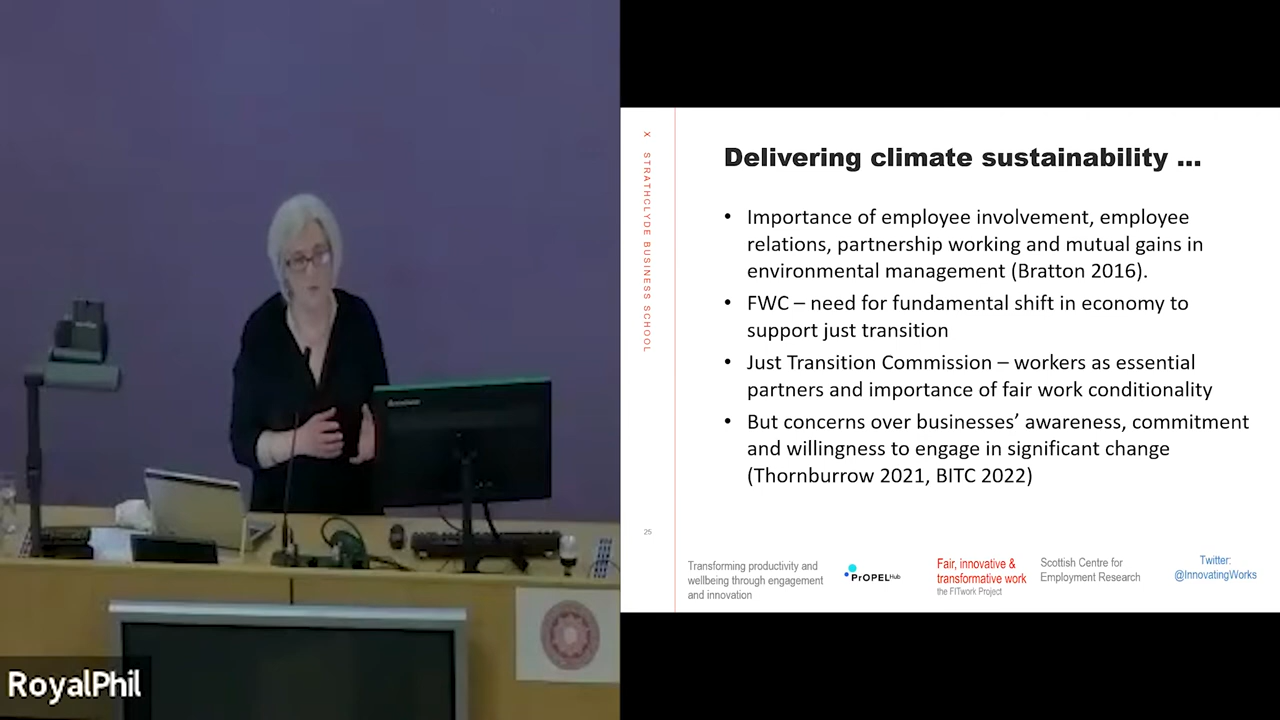 Delivering climate sustainability ...
• Importance of employee involvement, employee
relations, partnership working and mutual gains in
environmental management (Bratton 2016).
• FWC – need for fundamental shift in economy to
support just transition
• Just Transition Commission – workers as essential
partners and importance of fair work conditionality
• But concerns over businesses’ awareness, commitment
and willingness to engage in significant change
(Thornburrow 2021, BITC 2022)
X STRATHCLYDE BUSINESS SCHOOL
25
Transforming productivity and
wellbeing through engagement
and innovation
PrOPEL Hub
Fair, innovative &
transformative work
the FITwork Project
Scottish Centre for
Employment Research
Twitter:
@InnovatingWorks
RoyalPhil